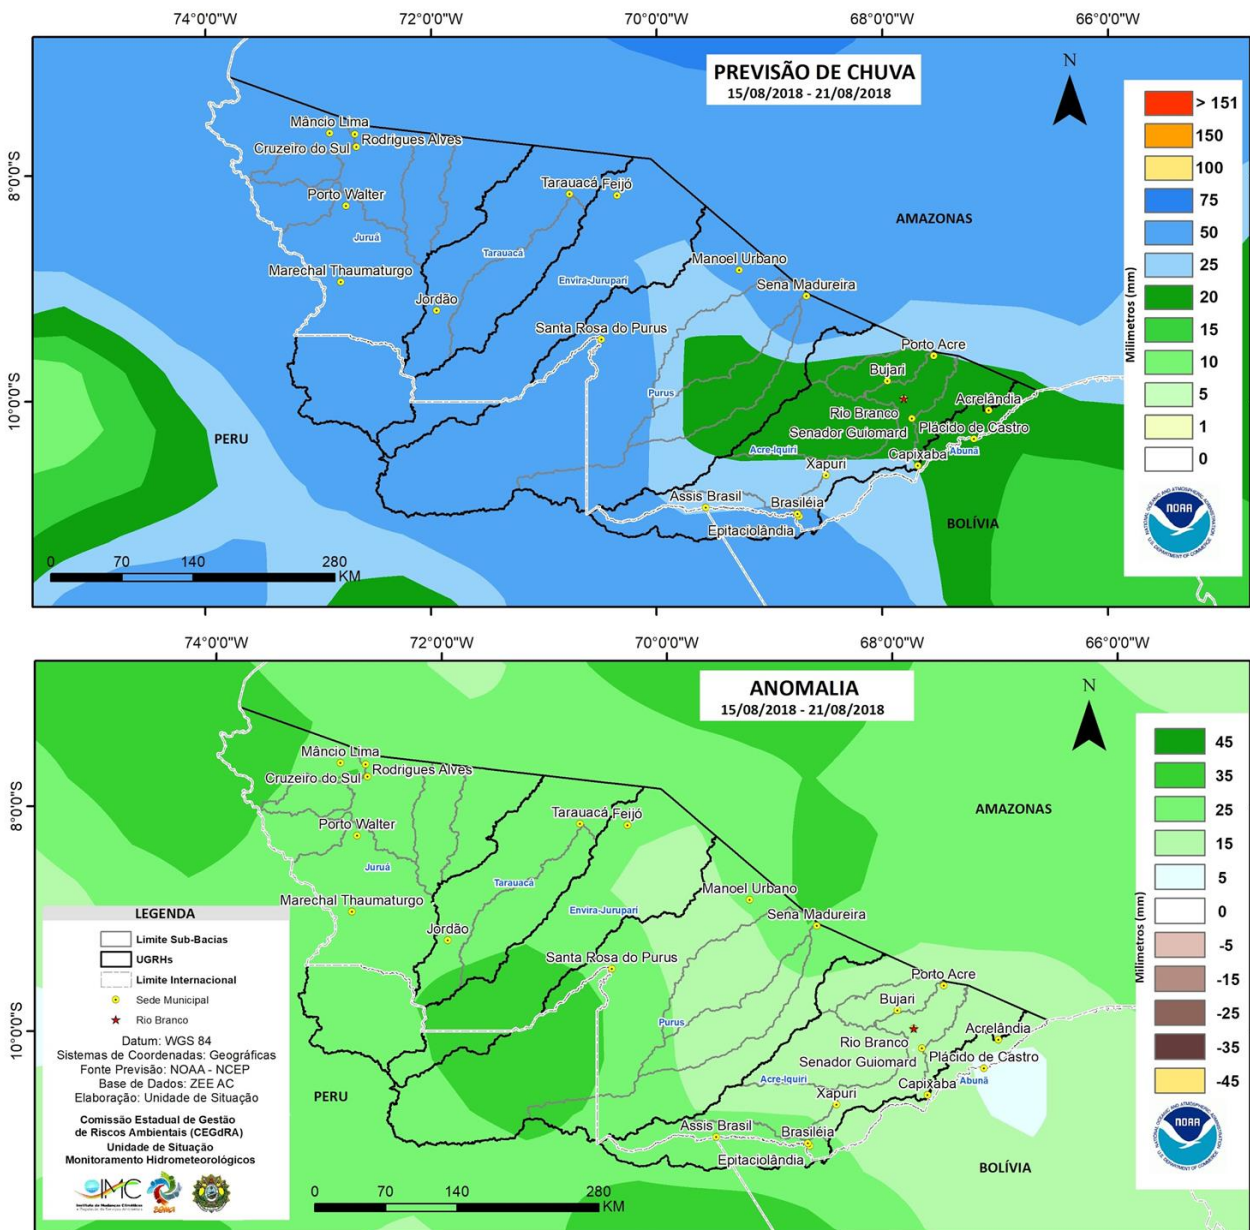 74°0'0"W
72°0'0"W
70°0'0"W
68°0'0"W
66°0'0"W
PREVISÃO DE CHUVA
15/08/2018 - 21/08/2018
N
> 151
150
100
75
50
25
20
15
10
5
1
0
Milimetros (mm)
8°0'0"S
10°0'0"S
Mâncio Lima
Rodrigues Alves
Cruzeiro do Sul
Tarauacá
Feijó
Porto Walter
AMAZONAS
Juruá
Tarauacá
Manoel Urbano
Marechal Thaumaturgo
Envira-Jurupari
Sena Madureira
Jordão
Santa Rosa do Purus
Porto Acre
Bujari
Purus
Acrelândia
Rio Branco
Plácido de Castro
Senador Guiomard
PERU
Acre-Iquiri
Capixaba
Abunã
Xapuri
Assis Brasil
Brasiléia
BOLÍVIA
Epitaciolândia
NOAA
0
70
140
280
KM
74°0'0"W
72°0'0"W
70°0'0"W
68°0'0"W
66°0'0"W
ANOMALIA
15/08/2018 - 21/08/2018
N
45
35
25
15
5
0
-5
-15
-25
-35
-45
Milimetros (mm)
8°0'0"S
10°0'0"S
Mâncio Lima
Rodrigues Alves
Cruzeiro do Sul
Tarauacá
Feijó
Porto Walter
AMAZONAS
Juruá
Tarauacá
Manoel Urbano
Marechal Thaumaturgo
Envira-Jurupari
Sena Madureira
Jordão
Santa Rosa do Purus
Porto Acre
Bujari
Purus
Acrelândia
Rio Branco
Plácido de Castro
Senador Guiomard
PERU
Acre-Iquiri
Capixaba
Abunã
Xapuri
Assis Brasil
Brasiléia
BOLÍVIA
Epitaciolândia
NOAA
LEGENDA
Limite Sub-Bacias
UGRHs
Limite Internacional
Sede Municipal
Rio Branco
Datum: WGS 84
Sistemas de Coordenadas: Geográficas
Fonte Previsão: NOAA - NCEP
Base de Dados: ZEE AC
Elaboração: Unidade de Situação
Comissão Estadual de Gestão
de Riscos Ambientais (CEGdRA)
Unidade de Situação
Monitoramento Hidrometeorológicos
IMC
0
70
140
280
KM